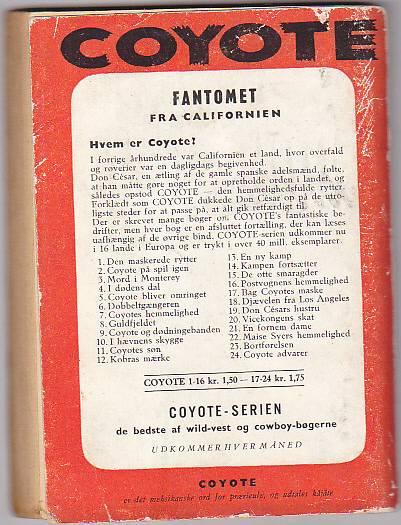 COYOTE
FANTOMET
FRA CALIFORNIEN
Hvem er Coyote?
I forrige århundrede var Californien et land, hvor overfald
og røverier var en dagligdags begivenhed.
Don César, en ætling af de gamle spanske adelsmænd, følte,
at han måtte gøre noget for at opretholde orden i landet, og
således opstod COYOTE — den hemmelighedsfulde rytter.
Forklædt som COYOTE dukkede Don César op på de utro-
ligste steder for at passe på, at alt gik retfærdigt til.
Der er skrevet mange bøger om COYOTE's fantastiske be-
drifter, men hver bog er en afsluttet fortælling, der kan læses
uafhængig af de øvrige bind. COYOTE-serien udkommer nu
i 16 lande i Europa og er trykt i over 40 mill. eksemplarer.
1. Den maskerede rytter
2. Coyote på spil igen
3. Mord i Monterey
4. I dødens dal
5. Coyote bliver omringet
6. Dobbeltgængeren
7. Coyotes hemmelighed
8. Guldfjeldet
9. Coyote og dødningebanden
10. I hævnens skygge
11. Coyotes søn
12. Kobras mærke
13. En ny kamp
14. Kampen fortsætter
15. De otte smaragder
16. Postvognens hemmelighed
17. Bag Coyotes maske
18. Djævelen fra Los Angeles
19. Don Césars hustru
20. Vicekongens skat
21. En fornem dame
22. Maise Syers hemmelighed
23. Bortførelsen
24. Coyote advarer
COYOTE 1-16 kr. 1,50 — 17-24 kr. 1,75
COYOTE-SERIEN
de bedste af wild-vest og cowboy-bøgerne
UDKOMMER HVER MÅNED
COYOTE
er det meksikanske ord for præriculv, og udtales kåjåte